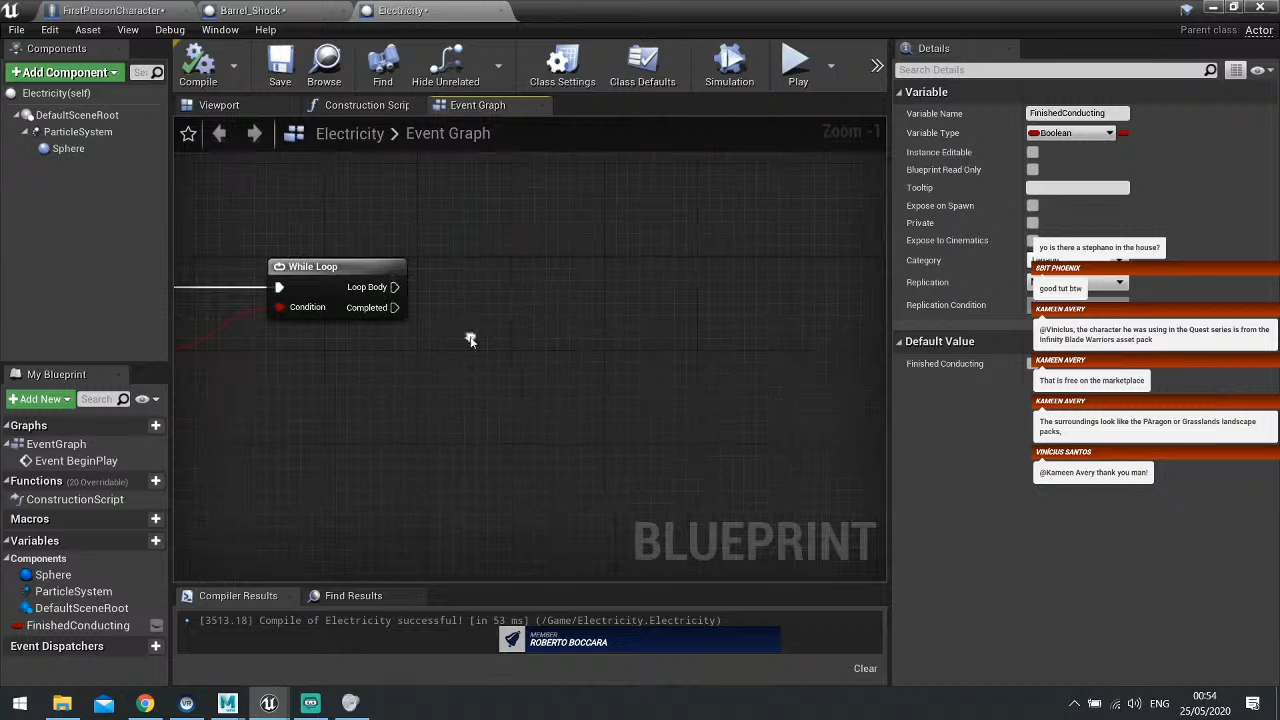 FirstPersonCharacter•
Barrel_Shock•
Electricity•
File Edit Asset View Debug Window Help
Parent class: Actor
Components
Add Component
Electricity(self)
DefaultSceneRoot
ParticleSystem
Sphere
Compile Save Browse Find Hide Unrelated Class Settings Class Defaults Simulation Play
Viewport
Construction Scrip
Event Graph
Electricity > Event Graph
Zoom -1
While Loop
Loop Body
Condition
Completed
BLUEPRINT
My Blueprint
Add New
Search
Graphs
EventGraph
Event BeginPlay
Functions (20 Overridable)
ConstructionScript
Macros
Variables
Components
Sphere
ParticleSystem
DefaultSceneRoot
FinishedConducting
Event Dispatchers
Compiler Results
Find Results
[3513.18] Compile of Electricity successful! [in 53 ms] (/Game/Electricity.Electricity)
MEMBER
ROBERTO BOCCARA
Clear
Details
Search Details
Variable
Variable Name FinishedConducting
Variable Type Boolean
Instance Editable
Blueprint Read Only
Tooltip
Expose on Spawn
Private
Expose to Cinematics
Category
Replication
Replication Condition
Default Value
Finished Conducting
yo is there a stephano in the house?
8BIT PHOENIX
good tut btw
KAMEEN AVERY
@Vinicius, the character he was using in the Quest series is from the
Infinity Blade Warriors asset pack
KAMEEN AVERY
That is free on the marketplace
KAMEEN AVERY
The surroundings look like the PAragon or Grasslands landscape
packs,
VINÍCIUS SANTOS
@Kameen Avery thank you man!
ENG
00:54
25/05/2020